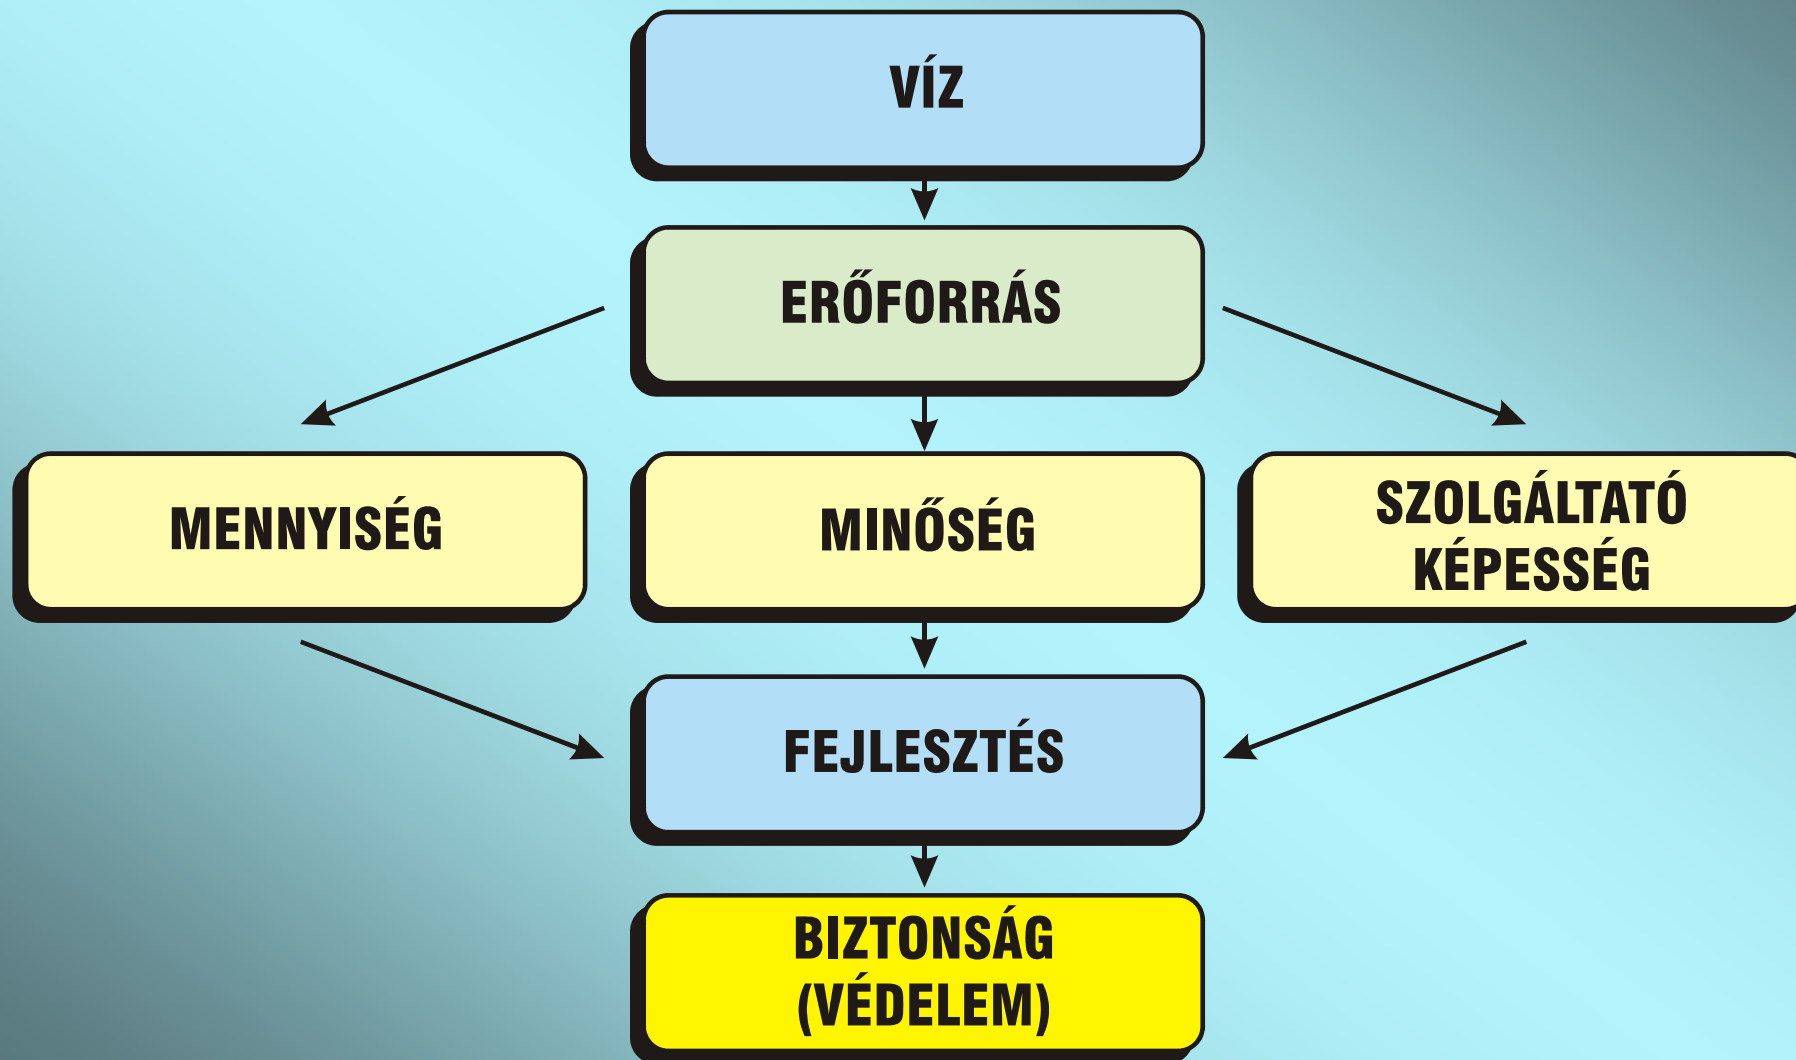 VÍZ
ERŐFORRÁS
MENNYISÉG
MINŐSÉG
SZOLGÁLTATÓ
KÉPESSÉG
FEJLESZTÉS
BIZTONSÁG
(VÉDELEM)